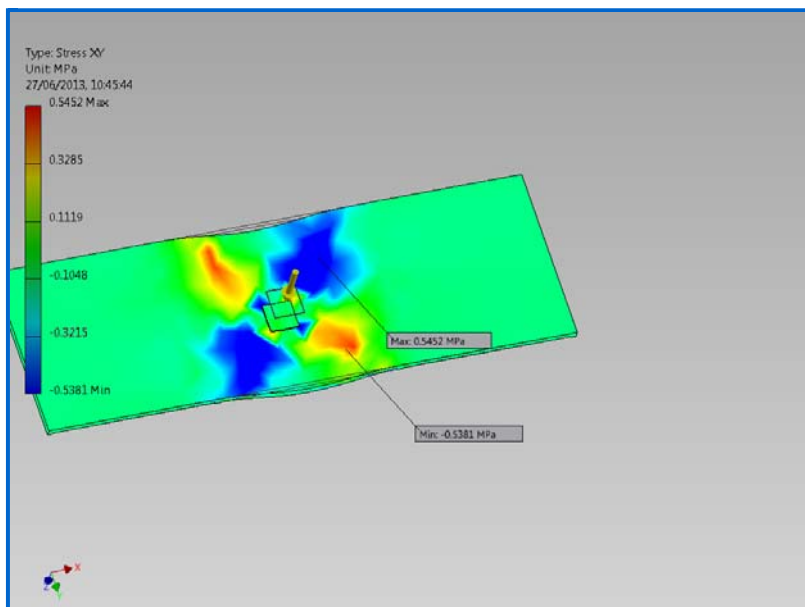 Type: Stress XY
Unit: MPa
27/06/2013, 10:45:44
0.5452 Max
0.3285
0.1119
-0.1048
-0.3215
-0.5381 Min
Max: 0.5452 MPa
Min: -0.5381 MPa
X
Z
Y